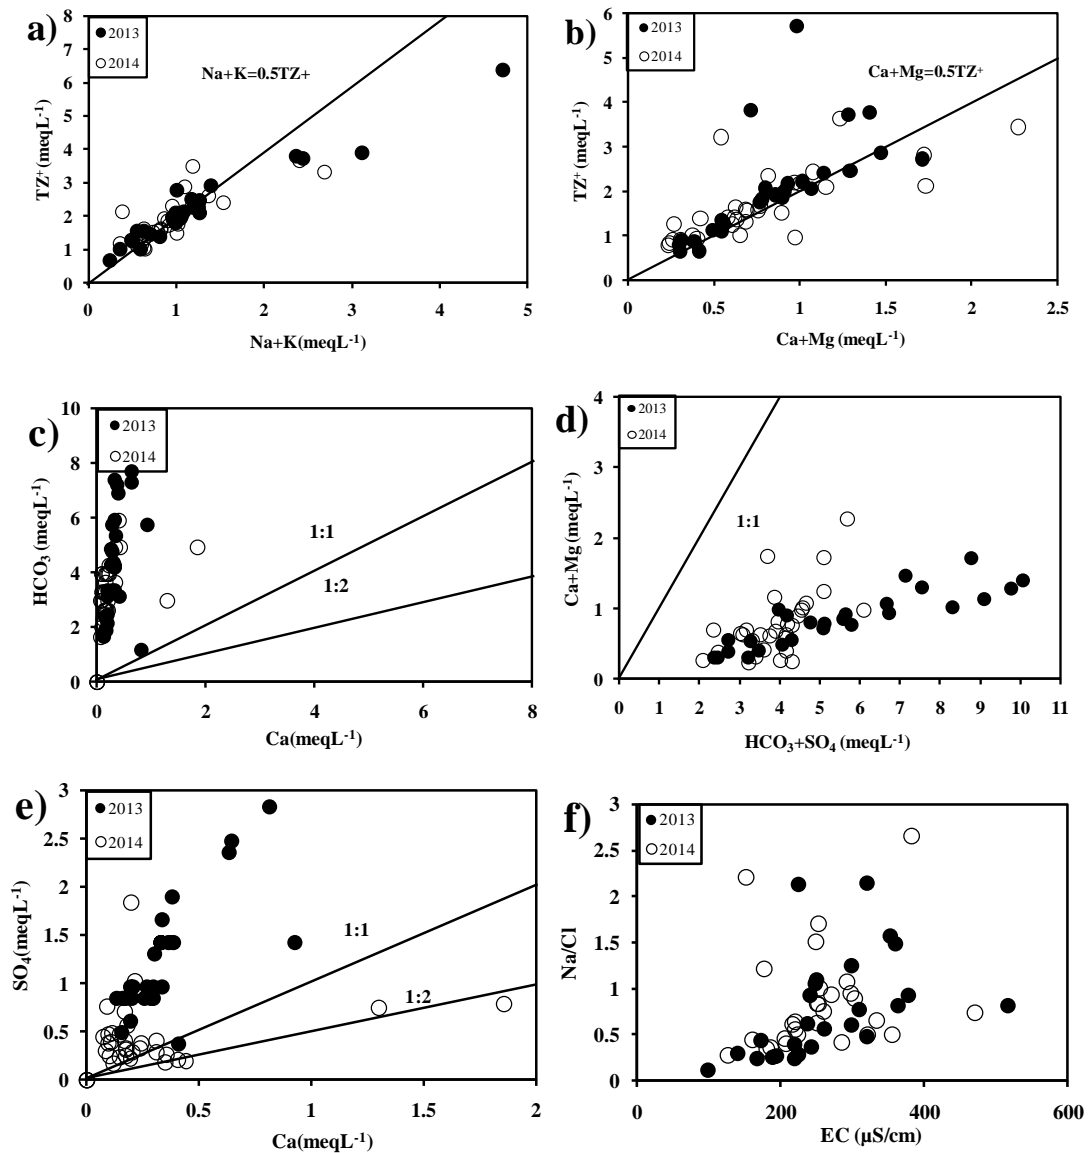 a)
8
7
6
5
4
3
2
1
0
2013
2014
Na+K=0.5TZ+
TZ⁺ (meqL⁻¹)
0 1 2 3 4 5
Na+K(meqL⁻¹)
b)
6
5
4
3
2
1
0
2013
2014
Ca+Mg=0.5TZ⁺
TZ⁺ (meqL⁻¹)
0 0.5 1 1.5 2 2.5
Ca+Mg (meqL⁻¹)
c)
10
8
6
4
2
0
2013
2014
1:1
1:2
HCO₃ (meqL⁻¹)
0 2 4 6 8
Ca(meqL⁻¹)
d)
4
3
2
1
0
2013
2014
1:1
Ca+Mg (meqL⁻¹)
0 1 2 3 4 5 6 7 8 9 10 11
HCO₃+SO₄ (meqL⁻¹)
e)
3
2.5
2
1.5
1
0.5
0
2013
2014
1:1
1:2
SO₄(meqL⁻¹)
0 0.5 1 1.5 2
Ca(meqL⁻¹)
f)
3
2.5
2
1.5
1
0.5
0
2013
2014
Na/Cl
0 200 400 600
EC (µS/cm)